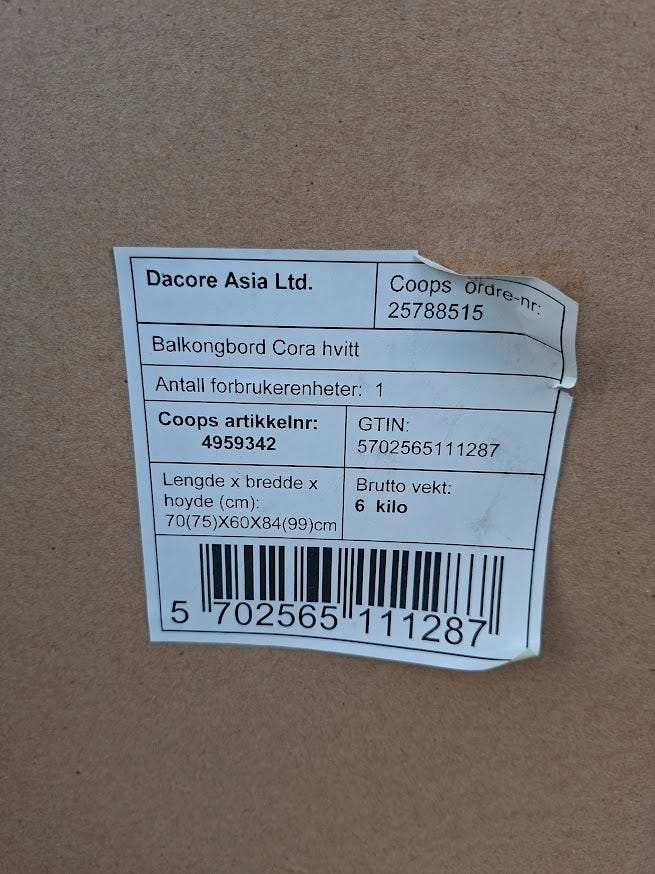 Dacore Asia Ltd.
Coops ordre-nr:
25788515
Balkongbord Cora hvitt
Antall forbrukerenheter: 1
Coops artikkelnr:
4959342
GTIN:
5702565111287
Lengde x bredde x
hoyde (cm):
70(75)X60X84(99)cm
Brutto vekt:
6 kilo
5 702565 111287